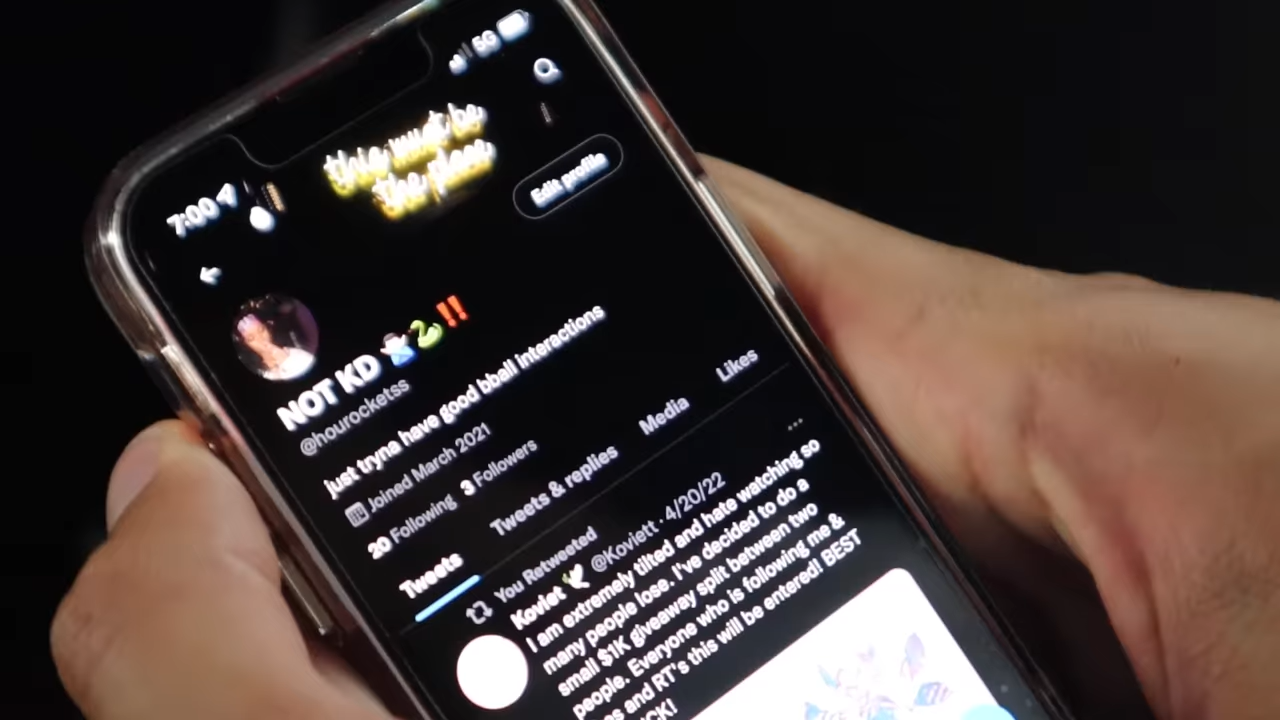 7:00
5G
this must be
the place
Edit profile
NOT KD 🤷🏻‍♂️🐍‼️
@hourocketss
just tryna have good bball interactions
Joined March 2021
20 Following 3 Followers
Tweets
Tweets & replies
Media
Likes
You Retweeted
Koviet 🕊 @Koviett · 4/20/22
I am extremely tilted and hate watching so
many people lose. I've decided to do a
small $1K giveaway split between two
people. Everyone who is following me &
and RT's this will be entered! BEST